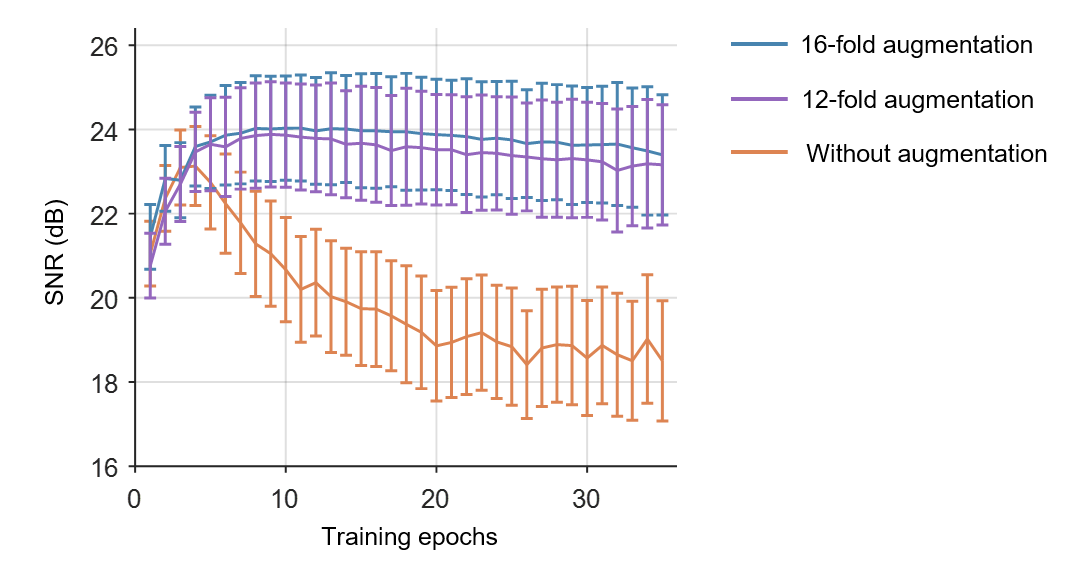 26
24
22
20
18
16
0
10
20
30
SNR (dB)
Training epochs
16-fold augmentation
12-fold augmentation
Without augmentation